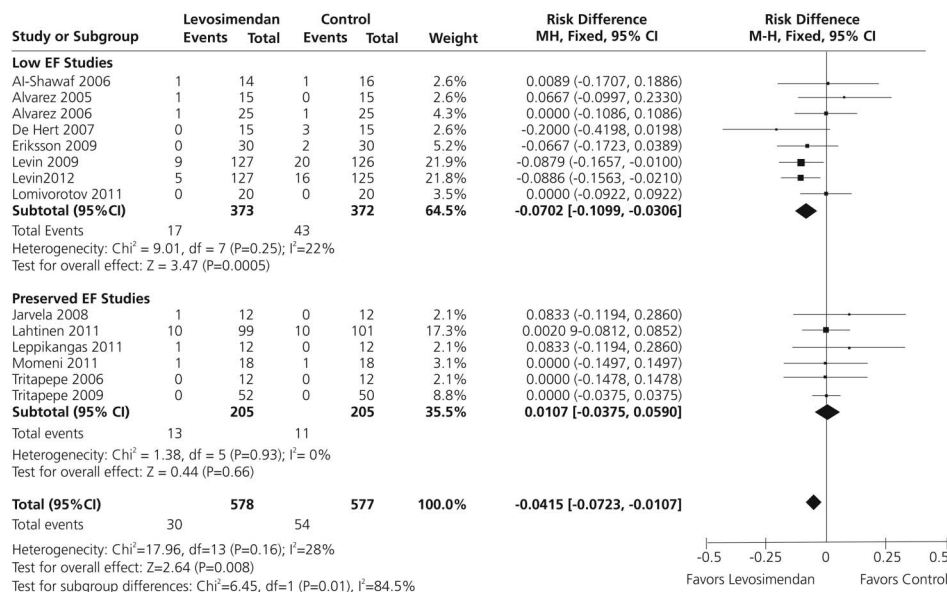 Levosimendan Control Risk Difference Risk Difenece
Study or Subgroup Events Total Events Total Weight MH, Fixed, 95% CI M-H, Fixed, 95% CI
Low EF Studies
Al-Shawaf 2006 1 14 1 16 2.6% 0.0089 (-0.1707, 0.1886)
Alvarez 2005 1 15 0 15 2.6% 0.0667 (-0.0997, 0.2330)
Alvarez 2006 1 25 1 25 4.3% 0.0000 (-0.1086, 0.1086)
De Hert 2007 0 15 3 15 2.6% -0.2000 (-0.4198, 0.0198)
Eriksson 2009 0 30 2 30 5.2% -0.0667 (-0.1723, 0.0389)
Levin 2009 9 127 20 126 21.9% -0.0879 (-0.1657, -0.0100)
Levin2012 5 127 16 125 21.8% -0.0886 (-0.1563, -0.0210)
Lomivorotov 2011 0 20 0 20 3.5% 0.0000 (-0.0922, 0.0922)
Subtotal (95%CI) 373 372 64.5% -0.0702 [-0.1099, -0.0306]
Total Events 17 43
Heterogenecity: Chi² = 9.01, df = 7 (P=0.25); I²=22%
Test for overall effect: Z = 3.47 (P=0.0005)
Preserved EF Studies
Jarvela 2008 1 12 0 12 2.1% 0.0833 (-0.1194, 0.2860)
Lahtinen 2011 10 99 10 101 17.3% 0.0020 9-0.0812, 0.0852)
Leppikangas 2011 1 12 0 12 2.1% 0.0833 (-0.1194, 0.2860)
Momeni 2011 1 18 1 18 3.1% 0.0000 (-0.1497, 0.1497)
Tritapepe 2006 0 12 0 12 2.1% 0.0000 (-0.1478, 0.1478)
Tritapepe 2009 0 52 0 50 8.8% 0.0000 (-0.0375, 0.0375)
Subtotal (95% CI) 205 205 35.5% 0.0107 (-0.0375, 0.0590)
Total events 13 11
Heterogenecity: Chi² = 1.38, df = 5 (P=0.93); I²= 0%
Test for overall effect: Z = 0.44 (P=0.66)
Total (95%CI) 578 577 100.0% -0.0415 [-0.0723, -0.0107]
Total events 30 54
Heterogenecity: Chi²=17.96, df=13 (P=0.16); I²=28%
Test for overall effect: Z=2.64 (P=0.008)
Test for subgroup differences: Chi²=6.45, df=1 (P=0.01), I²=84.5%
-0.5 -0.25 0 0.25 0.5
Favors Levosimendan Favors Control